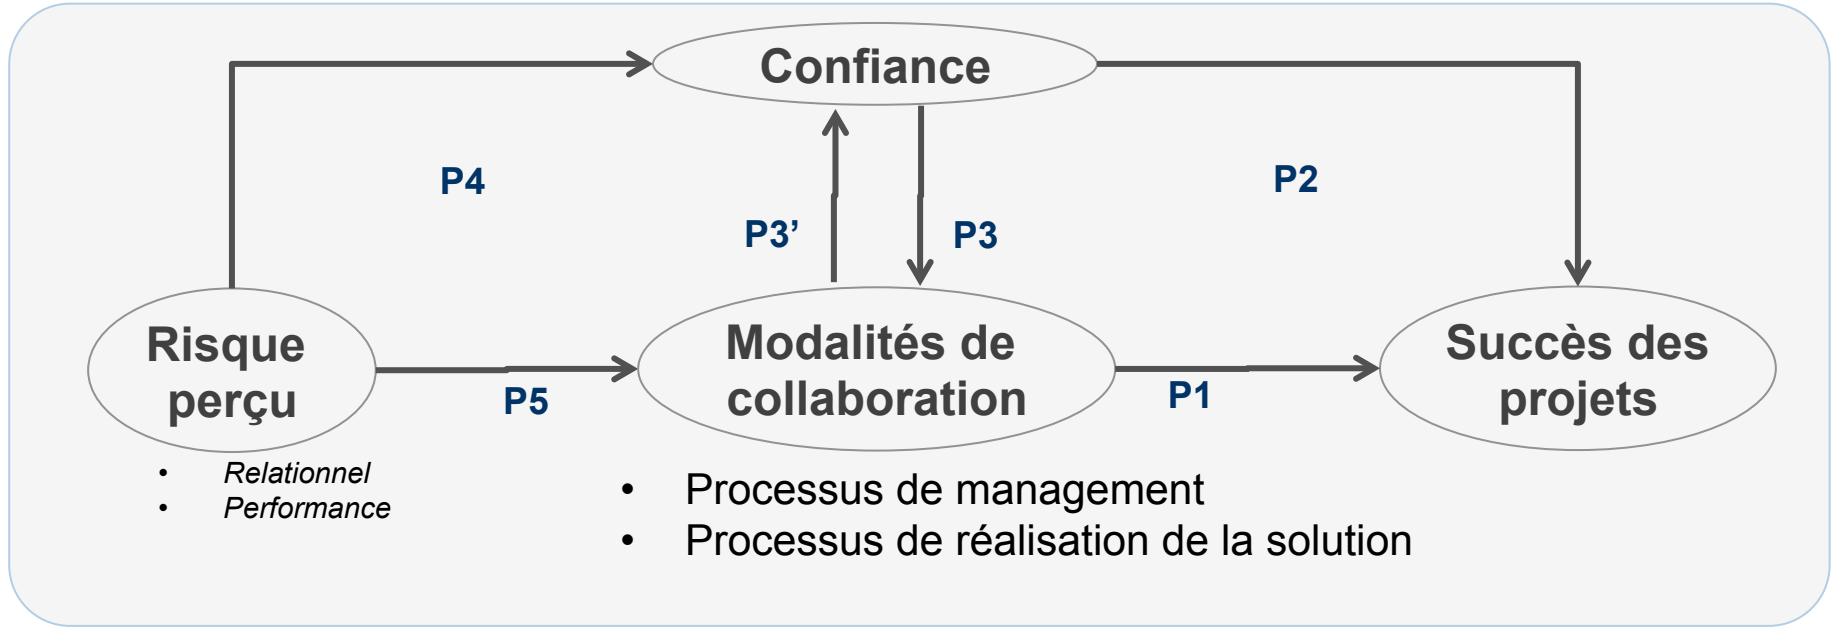 Confiance
P4
P2
P3’
P3
Risque
perçu
Modalités de
collaboration
Succès des
projets
P5
P1
• Relationnel
• Performance
• Processus de management
• Processus de réalisation de la solution